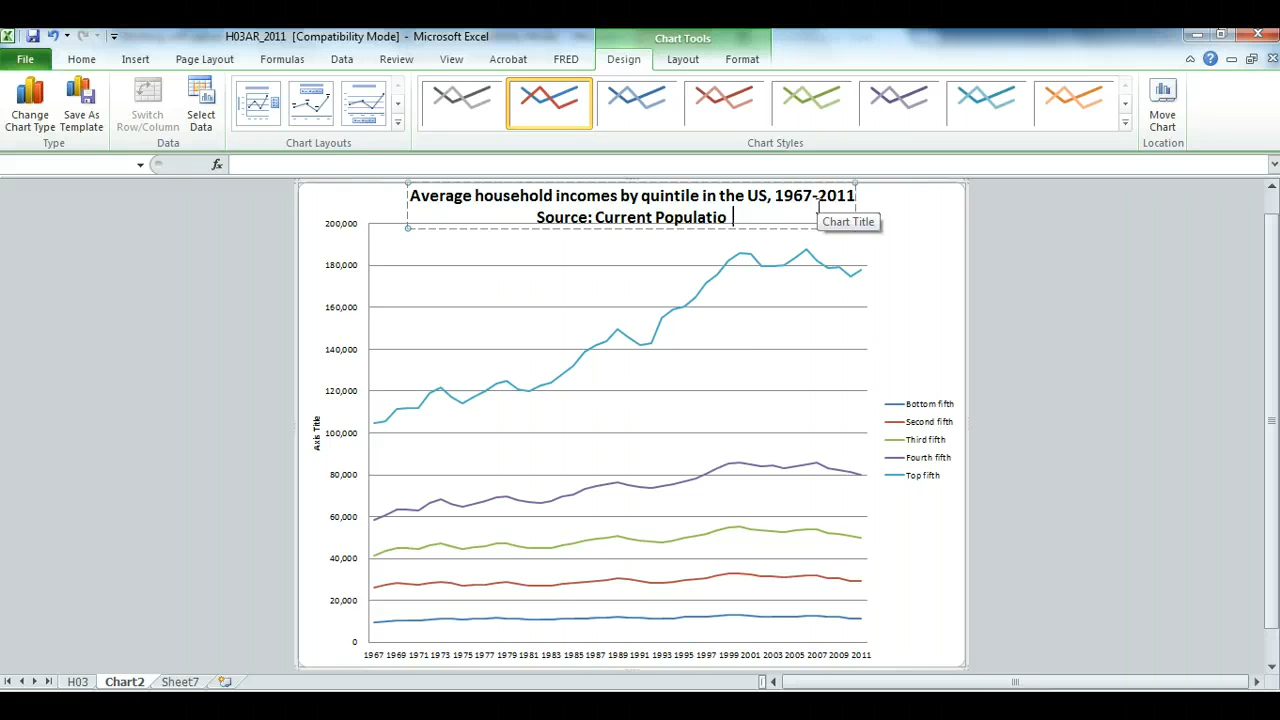 H03AR_2011 [Compatibility Mode] - Microsoft Excel
Chart Tools
File Home Insert Page Layout Formulas Data Review View Acrobat FRED Design Layout Format
Change Chart Type
Save As Template
Switch Row/Column
Select Data
Move Chart
Type Data Chart Layouts Chart Styles Location
fx
Average household incomes by quintile in the US, 1967-2011
Source: Current Populatio
Chart Title
200,000
180,000
160,000
140,000
120,000
100,000
80,000
60,000
40,000
20,000
0
Axis Title
Bottom fifth
Second fifth
Third fifth
Fourth fifth
Top fifth
1967 1969 1971 1973 1975 1977 1979 1981 1983 1985 1987 1989 1991 1993 1995 1997 1999 2001 2003 2005 2007 2009 2011
H03 Chart2 Sheet7